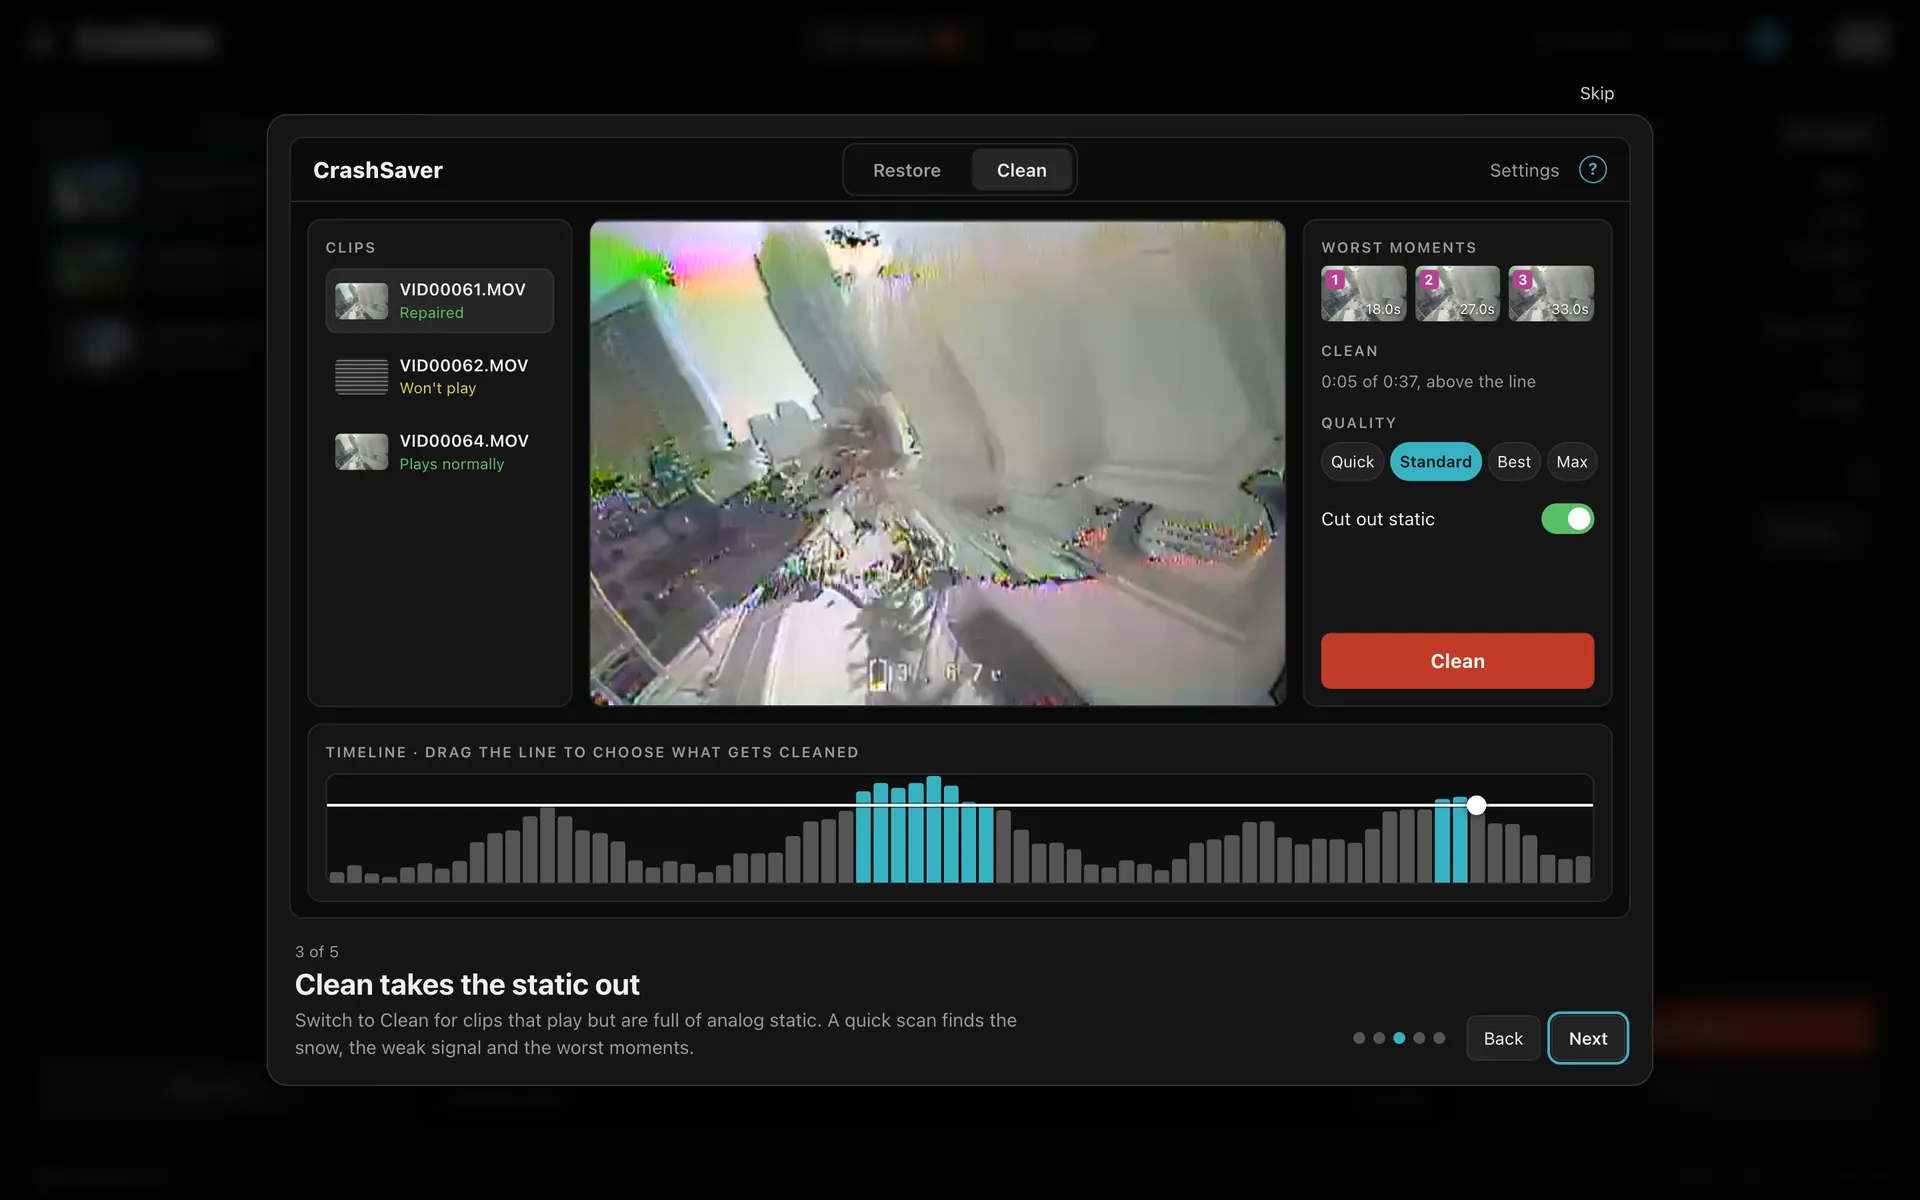 Skip
CrashSaver
Restore
Clean
Settings
?
CLIPS
VID00061.MOV
Repaired
VID00062.MOV
Won't play
VID00064.MOV
Plays normally
WORST MOMENTS
1
18.0s
2
27.0s
3
33.0s
CLEAN
0:05 of 0:37, above the line
QUALITY
Quick
Standard
Best
Max
Cut out static
Clean
TIMELINE · DRAG THE LINE TO CHOOSE WHAT GETS CLEANED
3 of 5
Clean takes the static out
Switch to Clean for clips that play but are full of analog static. A quick scan finds the
snow, the weak signal and the worst moments.
Back
Next